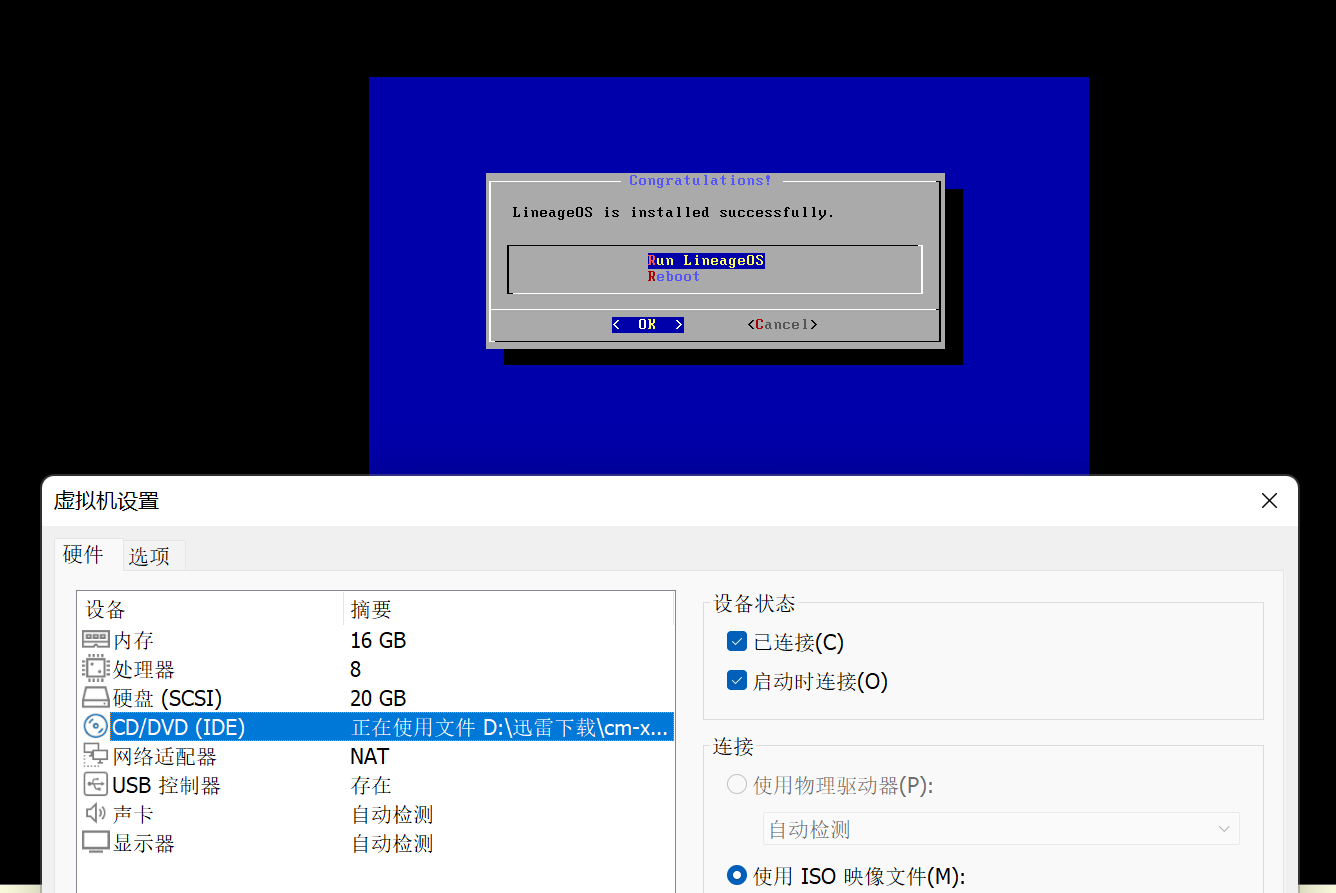 Congratulations!
LineageOS is installed successfully.
Run LineageOS
Reboot
< OK >
<Cancel>
虚拟机设置
硬件 选项
设备 摘要
内存 16 GB
处理器 8
硬盘 (SCSI) 20 GB
CD/DVD (IDE) 正在使用文件 D:\迅雷下载\cm-x...
网络适配器 NAT
USB 控制器 存在
声卡 自动检测
显示器 自动检测
设备状态
已连接(C)
启动时连接(O)
连接
使用物理驱动器(P):
自动检测
使用 ISO 映像文件(M):